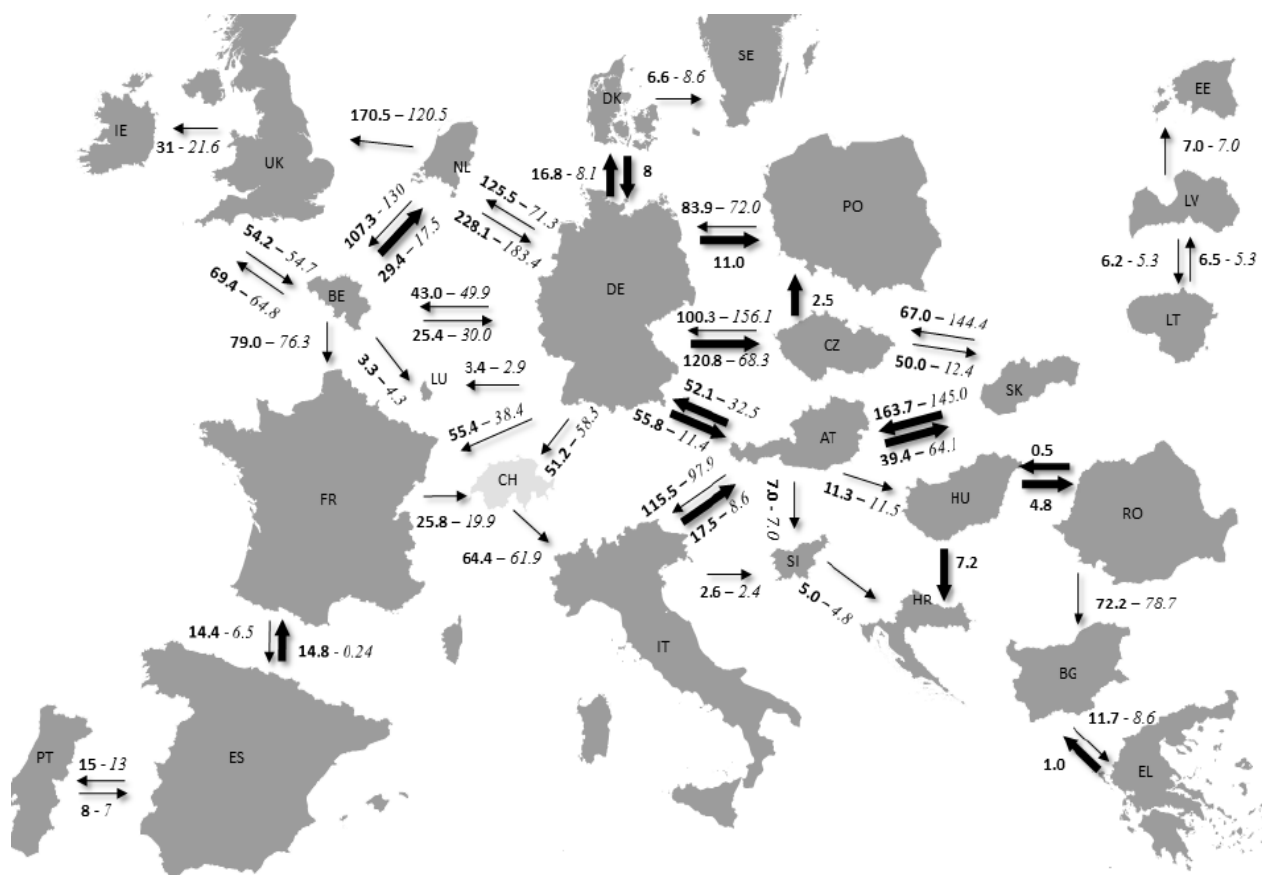 SE
6.6 - 8.6
DK
EE
IE
31 - 21.6
UK
170.5 – 120.5
NL
7.0 - 7.0
16.8 - 8.1
8
125.5 – 71.3
228.1 – 183.4
107.3 – 130
29.4 – 17.5
83.9 – 72.0
11.0
PO
LV
6.2 - 5.3
6.5 - 5.3
LT
54.2 – 54.7
69.4 – 64.8
BE
43.0 – 49.9
25.4 – 30.0
DE
2.5
100.3 – 156.1
120.8 – 68.3
CZ
67.0 – 144.4
50.0 – 12.4
SK
79.0 – 76.3
3.3 – 4.3
LU
3.4 – 2.9
52.1 – 32.5
55.8 – 11.4
AT
163.7 – 145.0
39.4 – 64.1
55.4 – 38.4
51.2 – 58.3
CH
FR
25.8 – 19.9
64.4 – 61.9
115.5 – 97.9
17.5 – 8.6
7.0 – 7.0
11.3 – 11.5
HU
0.5
4.8
RO
7.2
SI
2.6 – 2.4
5.0 – 4.8
HR
72.2 – 78.7
14.4 - 6.5
14.8 - 0.24
IT
BG
11.7 - 8.6
1.0
EL
PT
15 - 13
8 - 7
ES